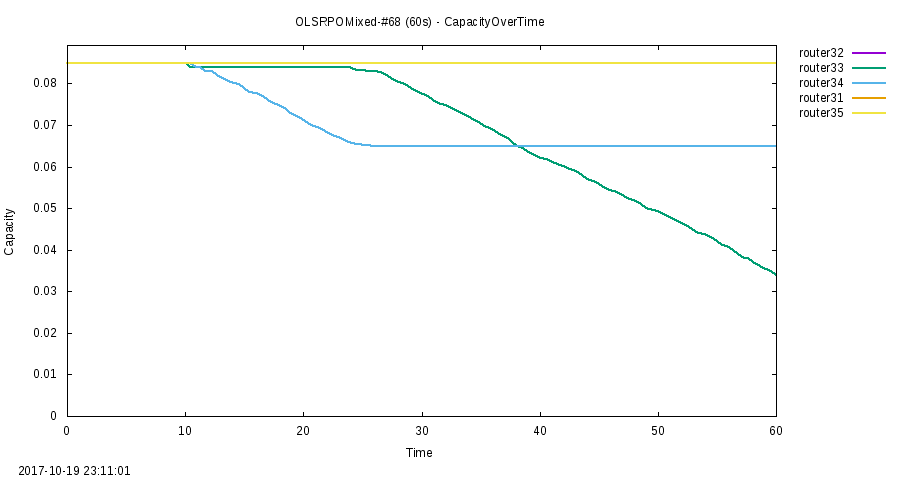 OLSRPOMixed-#68 (60s) - CapacityOverTime
router32
router33
router34
router31
router35
0.08
0.07
0.06
0.05
0.04
0.03
0.02
0.01
0
Capacity
0 10 20 30 40 50 60
Time
2017-10-19 23:11:01